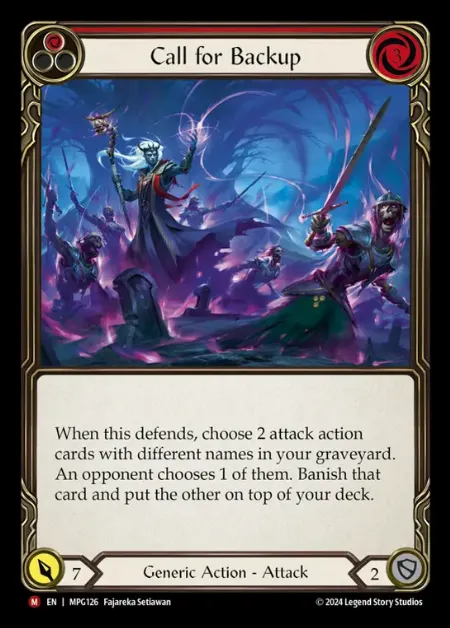 3
Call for Backup
When this defends, choose 2 attack action
cards with different names in your graveyard.
An opponent chooses 1 of them. Banish that
card and put the other on top of your deck.
7
Generic Action - Attack
2
M EN | MPG126 Fajareka Setiawan
© 2024 Legend Story Studios